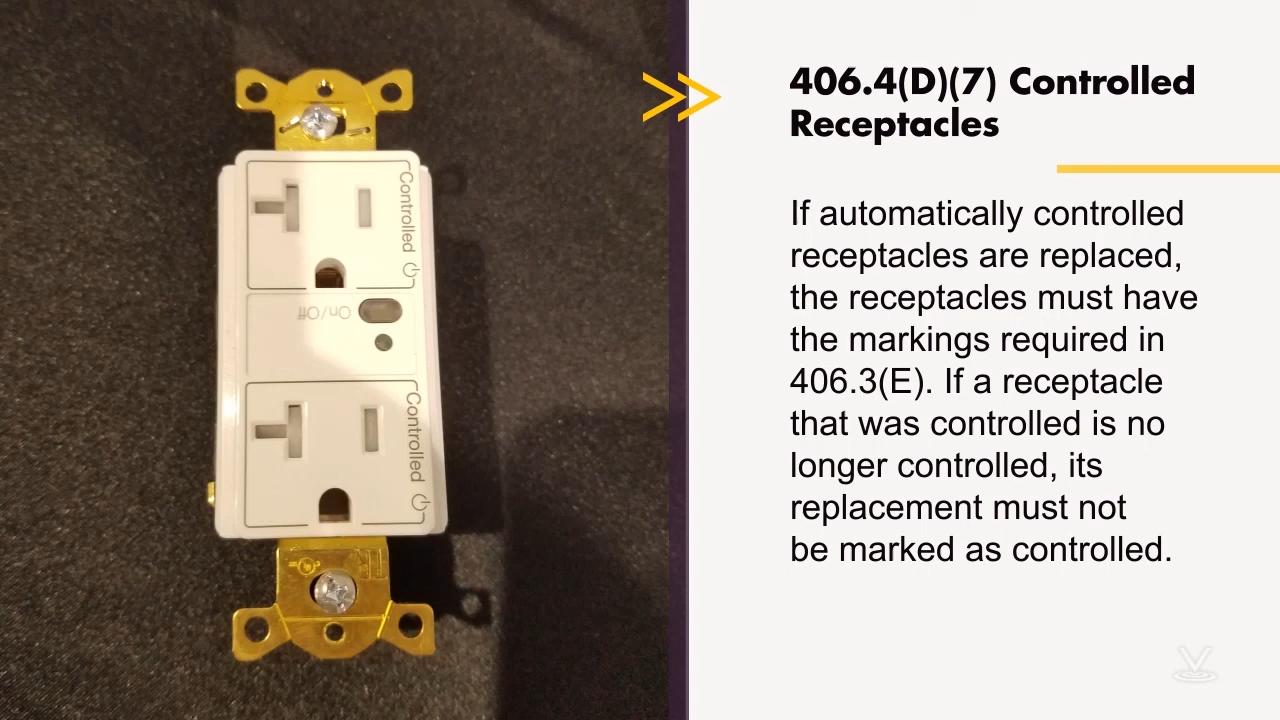 406.4(D)(7) Controlled
Receptacles
If automatically controlled
receptacles are replaced,
the receptacles must have
the markings required in
406.3(E). If a receptacle
that was controlled is no
longer controlled, its
replacement must not
be marked as controlled.
Controlled
On/Off
Controlled